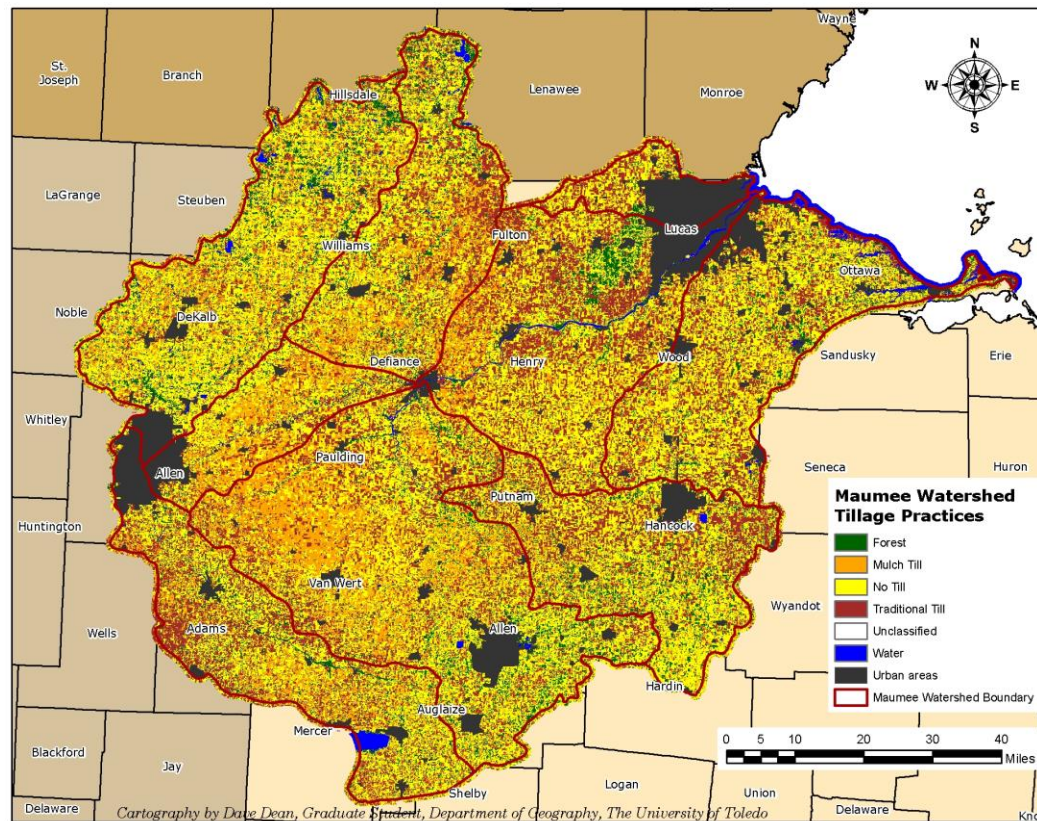 Wayne
St.
Joseph
Branch
Hillsdale
Lenawee
Monroe
N
W
E
S
LaGrange
Steuben
Williams
Fulton
Lucas
Ottawa
Noble
DeKalb
Defiance
Henry
Wood
Sandusky
Erie
Whitley
Allen
Paulding
Putnam
Hancock
Seneca
Huron
Huntington
Van Wert
Wells
Adams
Allen
Wyandot
Hardin
Mercer
Auglaize
Blackford
Jay
Shelby
Logan
Union
Delaware
Delaware
Kno
Maumee Watershed
Tillage Practices
Forest
Mulch Till
No Till
Traditional Till
Unclassified
Water
Urban areas
Maumee Watershed Boundary
0 5 10 20 30 40
Miles
Cartography by Dave Dean, Graduate Student, Department of Geography, The University of Toledo